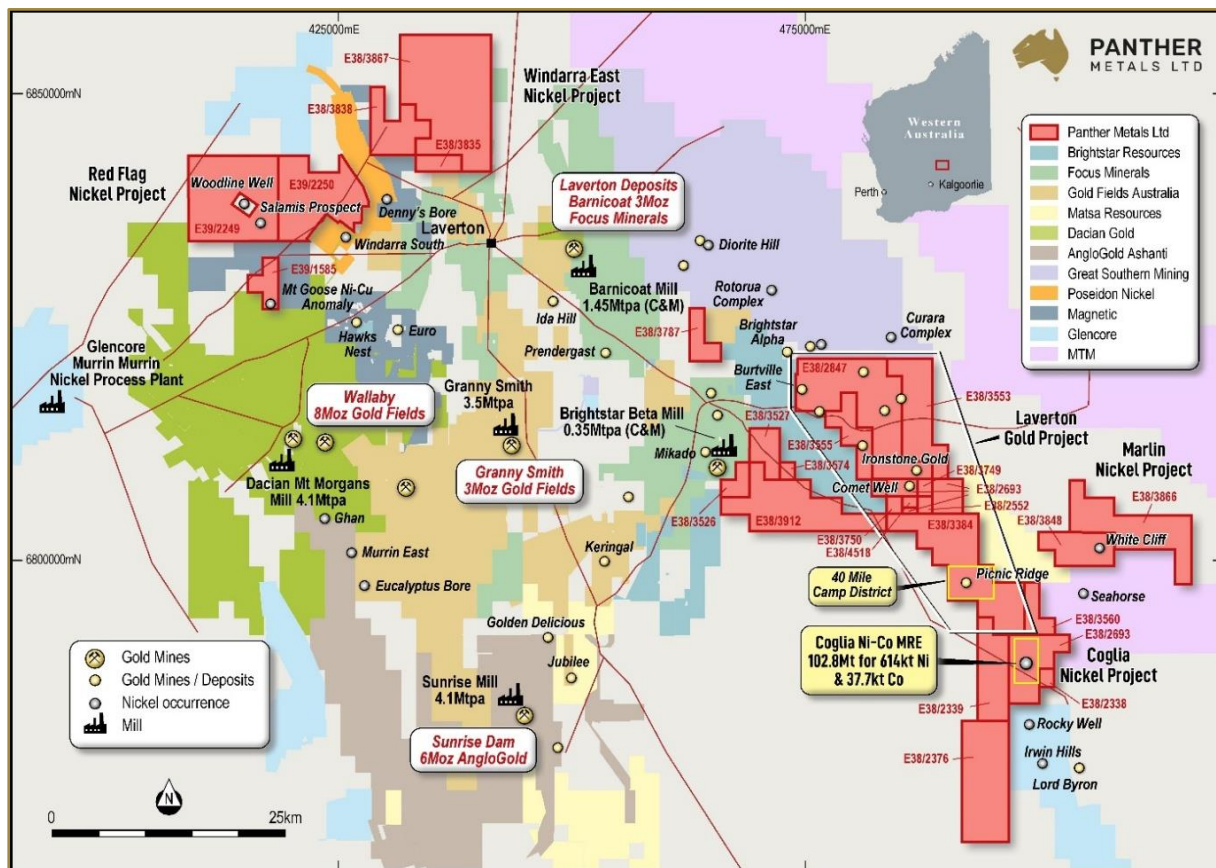 425000mE
475000mE
6850000mN
6800000mN
PANTHER
METALS LTD
Western
Australia
Perth
Kalgoorlie
Panther Metals Ltd
Brightstar Resources
Focus Minerals
Gold Fields Australia
Matsa Resources
Dacian Gold
AngloGold Ashanti
Great Southern Mining
Poseidon Nickel
Magnetic
Glencore
MTM
E38/3867
E38/3838
E38/3835
Windarra East
Nickel Project
Red Flag
Nickel Project
Woodline Well
Salamis Prospect
E39/2250
E39/2249
Denny's Bore
Laverton
Windarra South
E39/1585
Mt Goose Ni-Cu
Anomaly
Hawks
Nest
Euro
Laverton Deposits
Barnicoat 3Moz
Focus Minerals
Barnicoat Mill
1.45Mtpa (C&M)
Diorite Hill
Rotorua
Complex
Ida Hill
Prendergast
E38/3787
Brightstar
Alpha
Curara
Complex
Burtville
East
E38/2847
E38/3553
Glencore
Murrin Murrin
Nickel Process Plant
Wallaby
8Moz Gold Fields
Granny Smith
3.5Mtpa
Granny Smith
3Moz Gold Fields
Dacian Mt Morgans
Mill 4.1Mtpa
Brightstar Beta Mill
0.35Mtpa (C&M)
Mikado
E38/3527
E38/3555
E38/3574
Ironstone Gold
Comet Well
E38/3749
E38/2693
E38/2552
E38/3384
E38/3526
E38/3912
E38/3750
E38/4518
Laverton
Gold Project
Marlin
Nickel Project
E38/3866
E38/3848
White Cliff
Ghan
Murrin East
Eucalyptus Bore
Keringal
40 Mile
Camp District
Picnic Ridge
Seahorse
E38/3560
E38/2693
Coglia
Nickel Project
Coglia Ni-Co MRE
102.8Mt for 614kt Ni
& 37.7kt Co
E38/2339
E38/2338
E38/2376
Golden Delicious
Jubilee
Sunrise Mill
4.1Mtpa
Sunrise Dam
6Moz AngloGold
Rocky Well
Irwin Hills
Lord Byron
Gold Mines
Gold Mines / Deposits
Nickel occurrence
Mill
N
0
25km